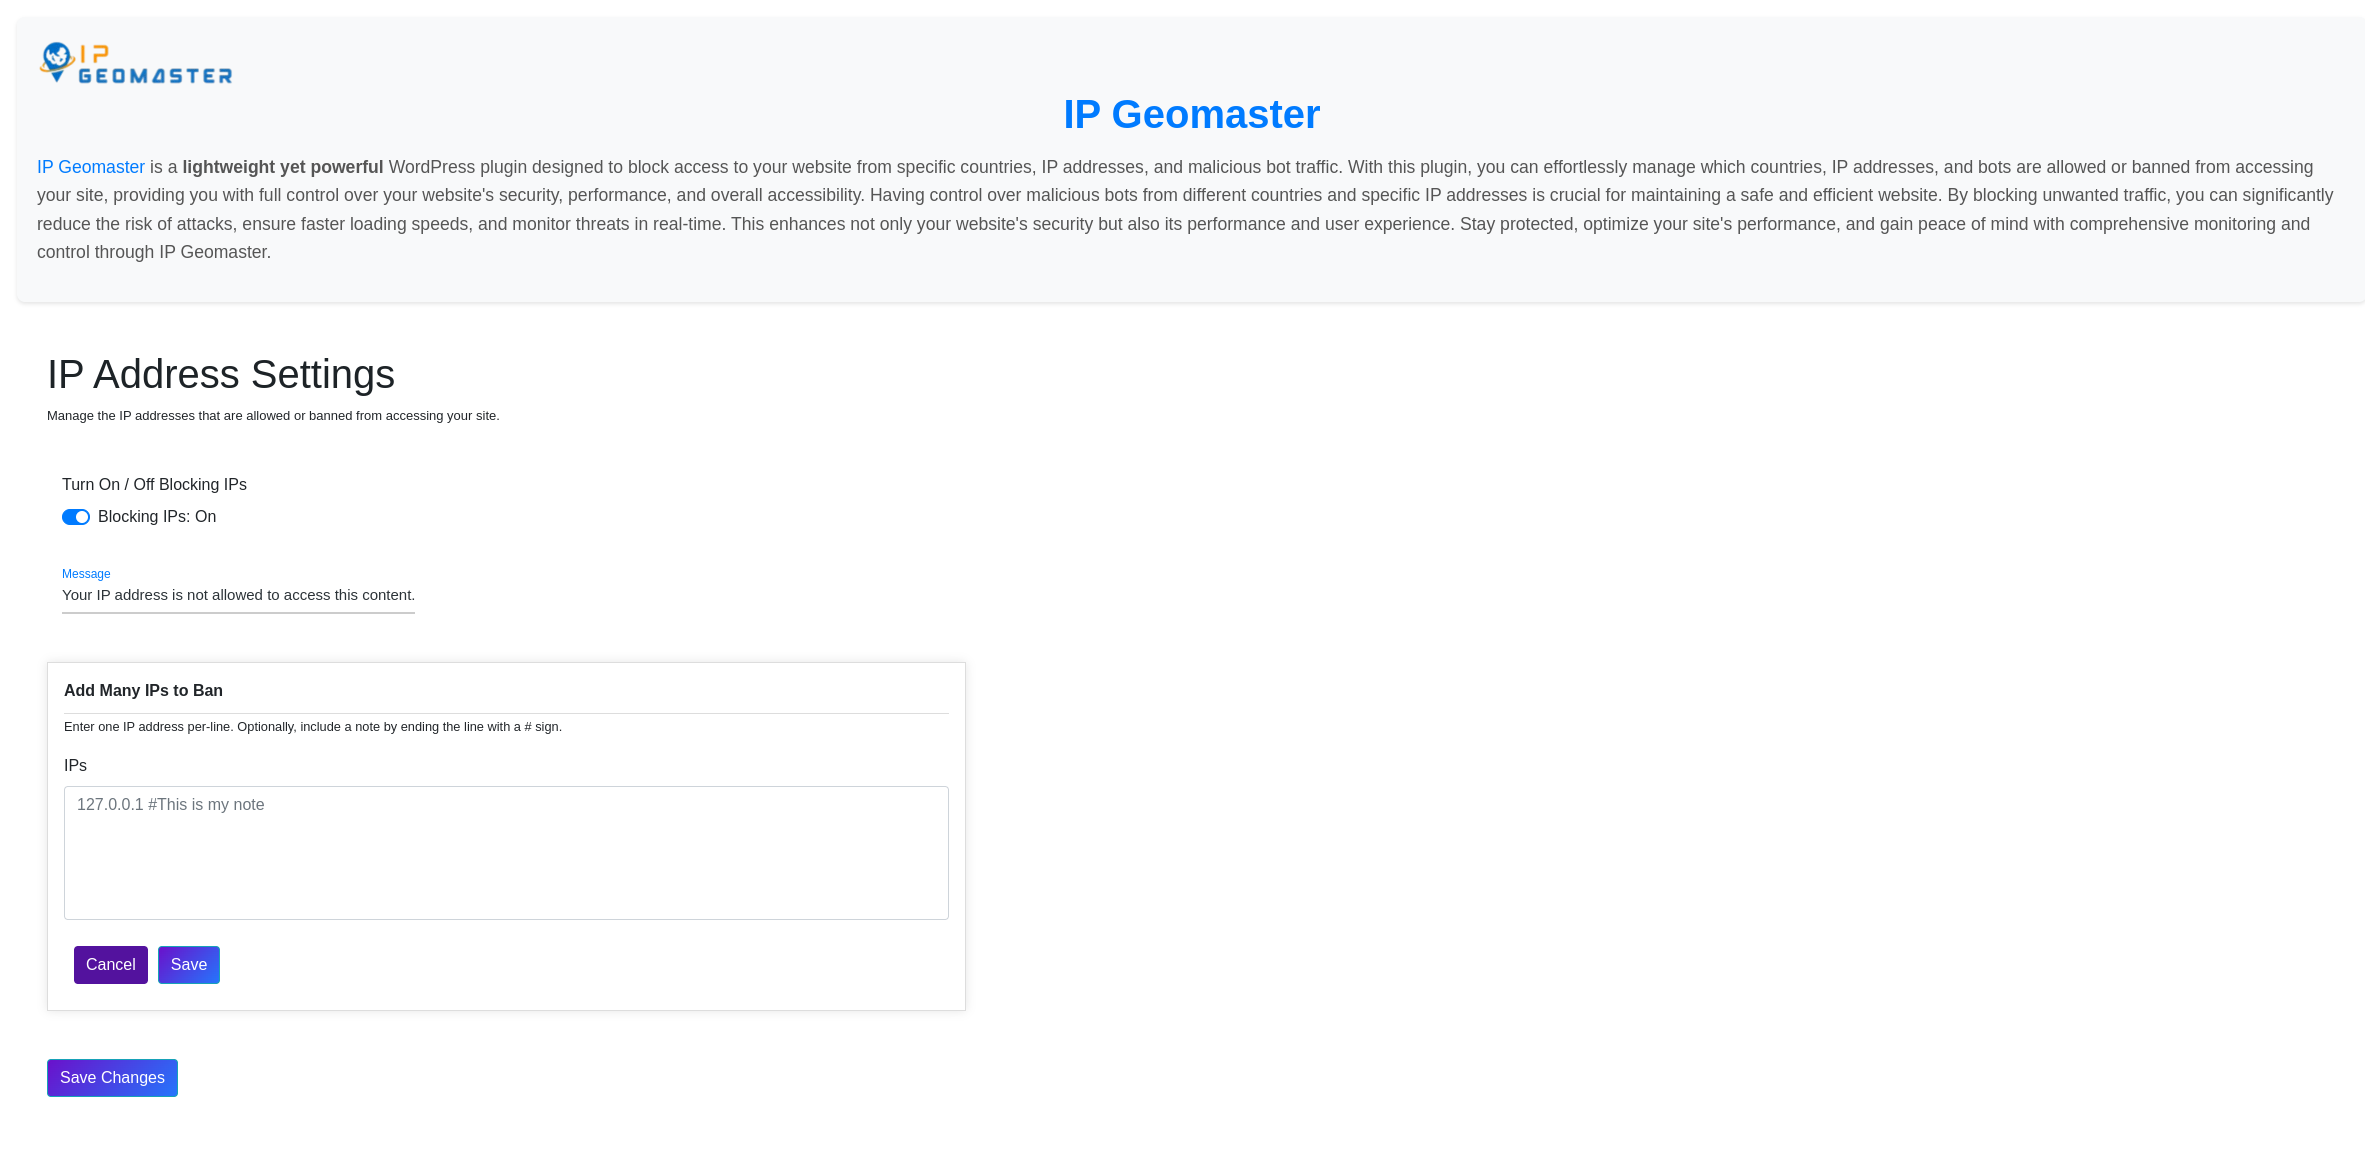 IP
GEOMASTER
IP Geomaster
IP Geomaster is a lightweight yet powerful WordPress plugin designed to block access to your website from specific countries, IP addresses, and malicious bot traffic. With this plugin, you can effortlessly manage which countries, IP addresses, and bots are allowed or banned from accessing
your site, providing you with full control over your website's security, performance, and overall accessibility. Having control over malicious bots from different countries and specific IP addresses is crucial for maintaining a safe and efficient website. By blocking unwanted traffic, you can significantly
reduce the risk of attacks, ensure faster loading speeds, and monitor threats in real-time. This enhances not only your website's security but also its performance and user experience. Stay protected, optimize your site's performance, and gain peace of mind with comprehensive monitoring and
control through IP Geomaster.
IP Address Settings
Manage the IP addresses that are allowed or banned from accessing your site.
Turn On / Off Blocking IPs
Blocking IPs: On
Message
Your IP address is not allowed to access this content.
Add Many IPs to Ban
Enter one IP address per-line. Optionally, include a note by ending the line with a # sign.
IPs
127.0.0.1 #This is my note
Cancel Save
Save Changes